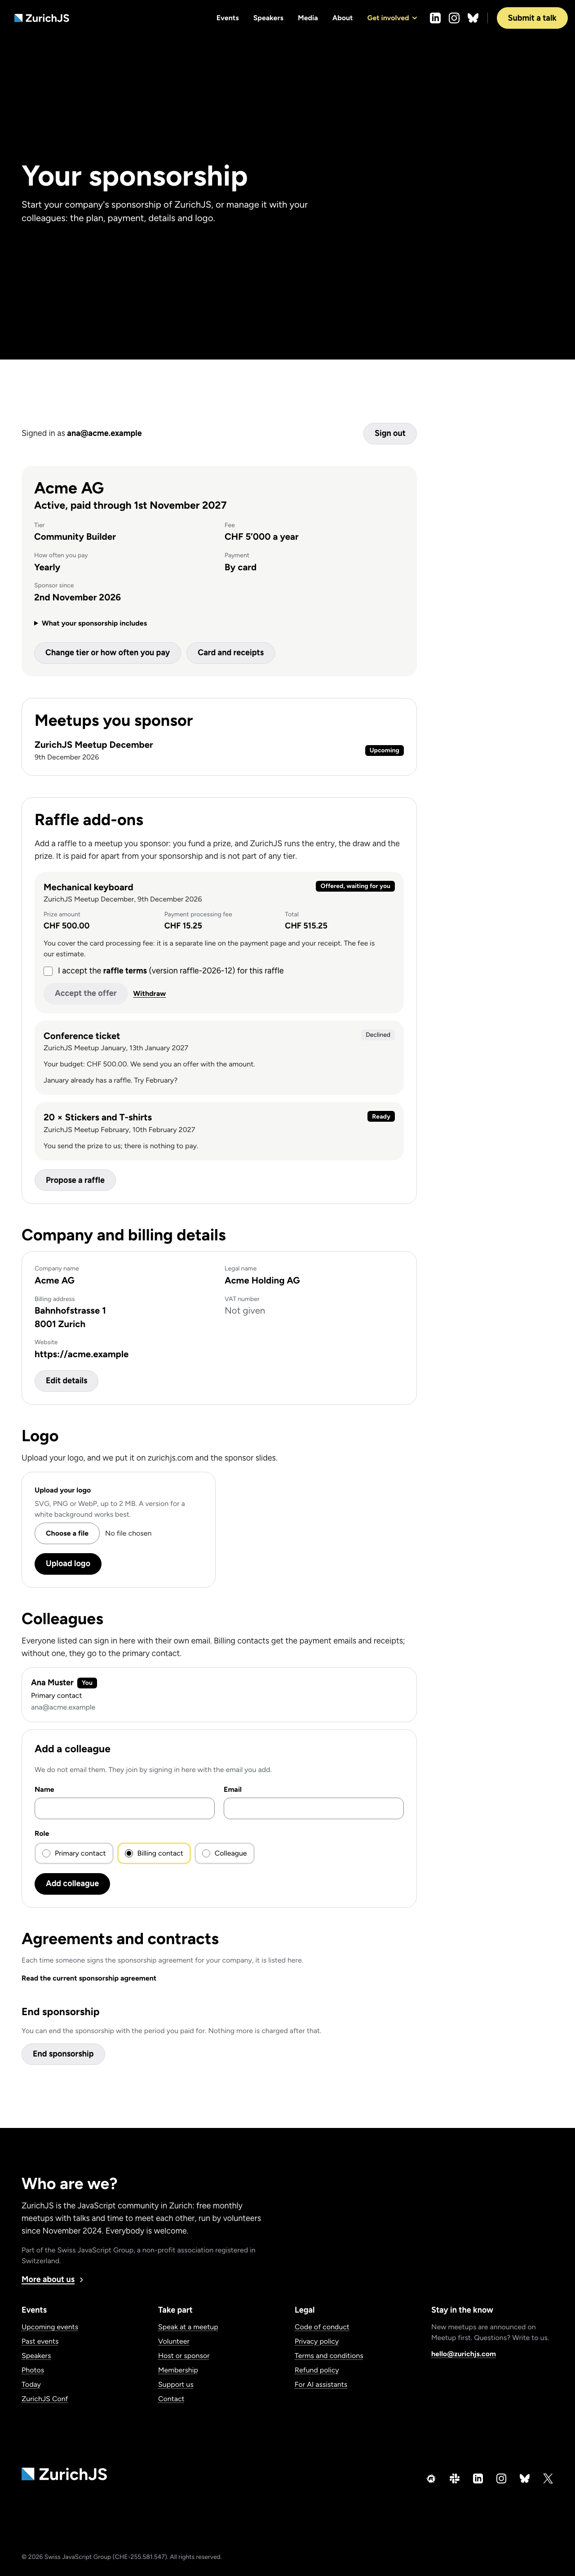 ZurichJS
Events
Speakers
Media
About
Get involved
Submit a talk
Your sponsorship
Start your company's sponsorship of ZurichJS, or manage it with your
colleagues: the plan, payment, details and logo.
Signed in as ana@acme.example
Sign out
Acme AG
Active, paid through 1st November 2027
Tier
Community Builder
Fee
CHF 5'000 a year
How often you pay
Yearly
Payment
By card
Sponsor since
2nd November 2026
What your sponsorship includes
Change tier or how often you pay
Card and receipts
Meetups you sponsor
ZurichJS Meetup December
9th December 2026
Upcoming
Raffle add-ons
Add a raffle to a meetup you sponsor: you fund a prize, and ZurichJS runs the entry, the draw and the
prize. It is paid for apart from your sponsorship and is not part of any tier.
Mechanical keyboard
Offered, waiting for you
ZurichJS Meetup December, 9th December 2026
Prize amount
CHF 500.00
Payment processing fee
CHF 15.25
Total
CHF 515.25
You cover the card processing fee: it is a separate line on the payment page and your receipt. The fee is
our estimate.
I accept the raffle terms (version raffle-2026-12) for this raffle
Accept the offer
Withdraw
Conference ticket
Declined
ZurichJS Meetup January, 13th January 2027
Your budget: CHF 500.00. We send you an offer with the amount.
January already has a raffle. Try February?
20 × Stickers and T-shirts
Ready
ZurichJS Meetup February, 10th February 2027
You send the prize to us; there is nothing to pay.
Propose a raffle
Company and billing details
Company name
Acme AG
Legal name
Acme Holding AG
Billing address
Bahnhofstrasse 1
8001 Zurich
VAT number
Not given
Website
https://acme.example
Edit details
Logo
Upload your logo, and we put it on zurichjs.com and the sponsor slides.
Upload your logo
SVG, PNG or WebP, up to 2 MB. A version for a
white background works best.
Choose a file
No file chosen
Upload logo
Colleagues
Everyone listed can sign in here with their own email. Billing contacts get the payment emails and receipts;
without one, they go to the primary contact.
Ana Muster
You
Primary contact
ana@acme.example
Add a colleague
We do not email them. They join by signing in here with the email you add.
Name
Email
Role
Primary contact
Billing contact
Colleague
Add colleague
Agreements and contracts
Each time someone signs the sponsorship agreement for your company, it is listed here.
Read the current sponsorship agreement
End sponsorship
You can end the sponsorship with the period you paid for. Nothing more is charged after that.
End sponsorship
Who are we?
ZurichJS is the JavaScript community in Zurich: free monthly
meetups with talks and time to meet each other, run by volunteers
since November 2024. Everybody is welcome.
Part of the Swiss JavaScript Group, a non-profit association registered in
Switzerland.
More about us
Events
Upcoming events
Past events
Speakers
Photos
Today
ZurichJS Conf
Take part
Speak at a meetup
Volunteer
Host or sponsor
Membership
Support us
Contact
Legal
Code of conduct
Privacy policy
Terms and conditions
Refund policy
For AI assistants
Stay in the know
New meetups are announced on
Meetup first. Questions? Write to us.
hello@zurichjs.com
ZurichJS
© 2026 Swiss JavaScript Group (CHE-255.581.547). All rights reserved.